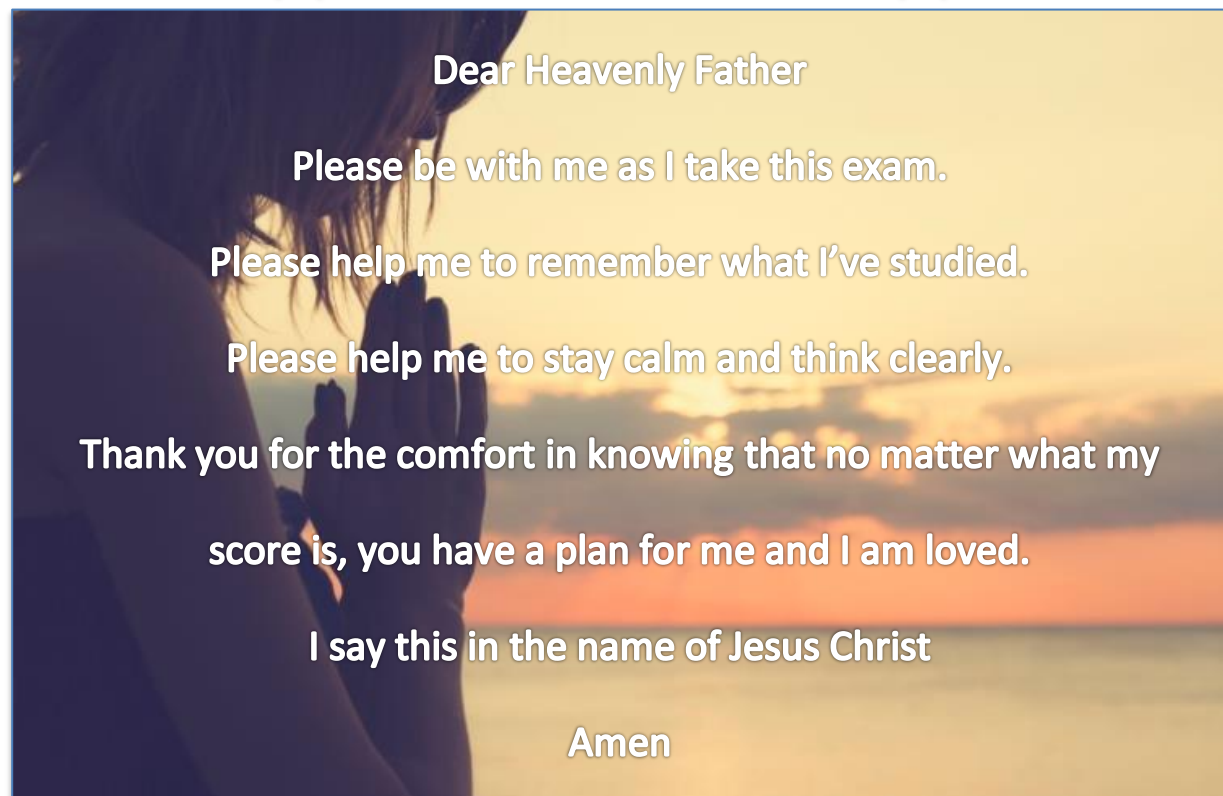 Dear Heavenly Father
Please be with me as I take this exam.
Please help me to remember what I’ve studied.
Please help me to stay calm and think clearly.
Thank you for the comfort in knowing that no matter what my
score is, you have a plan for me and I am loved.
I say this in the name of Jesus Christ
Amen